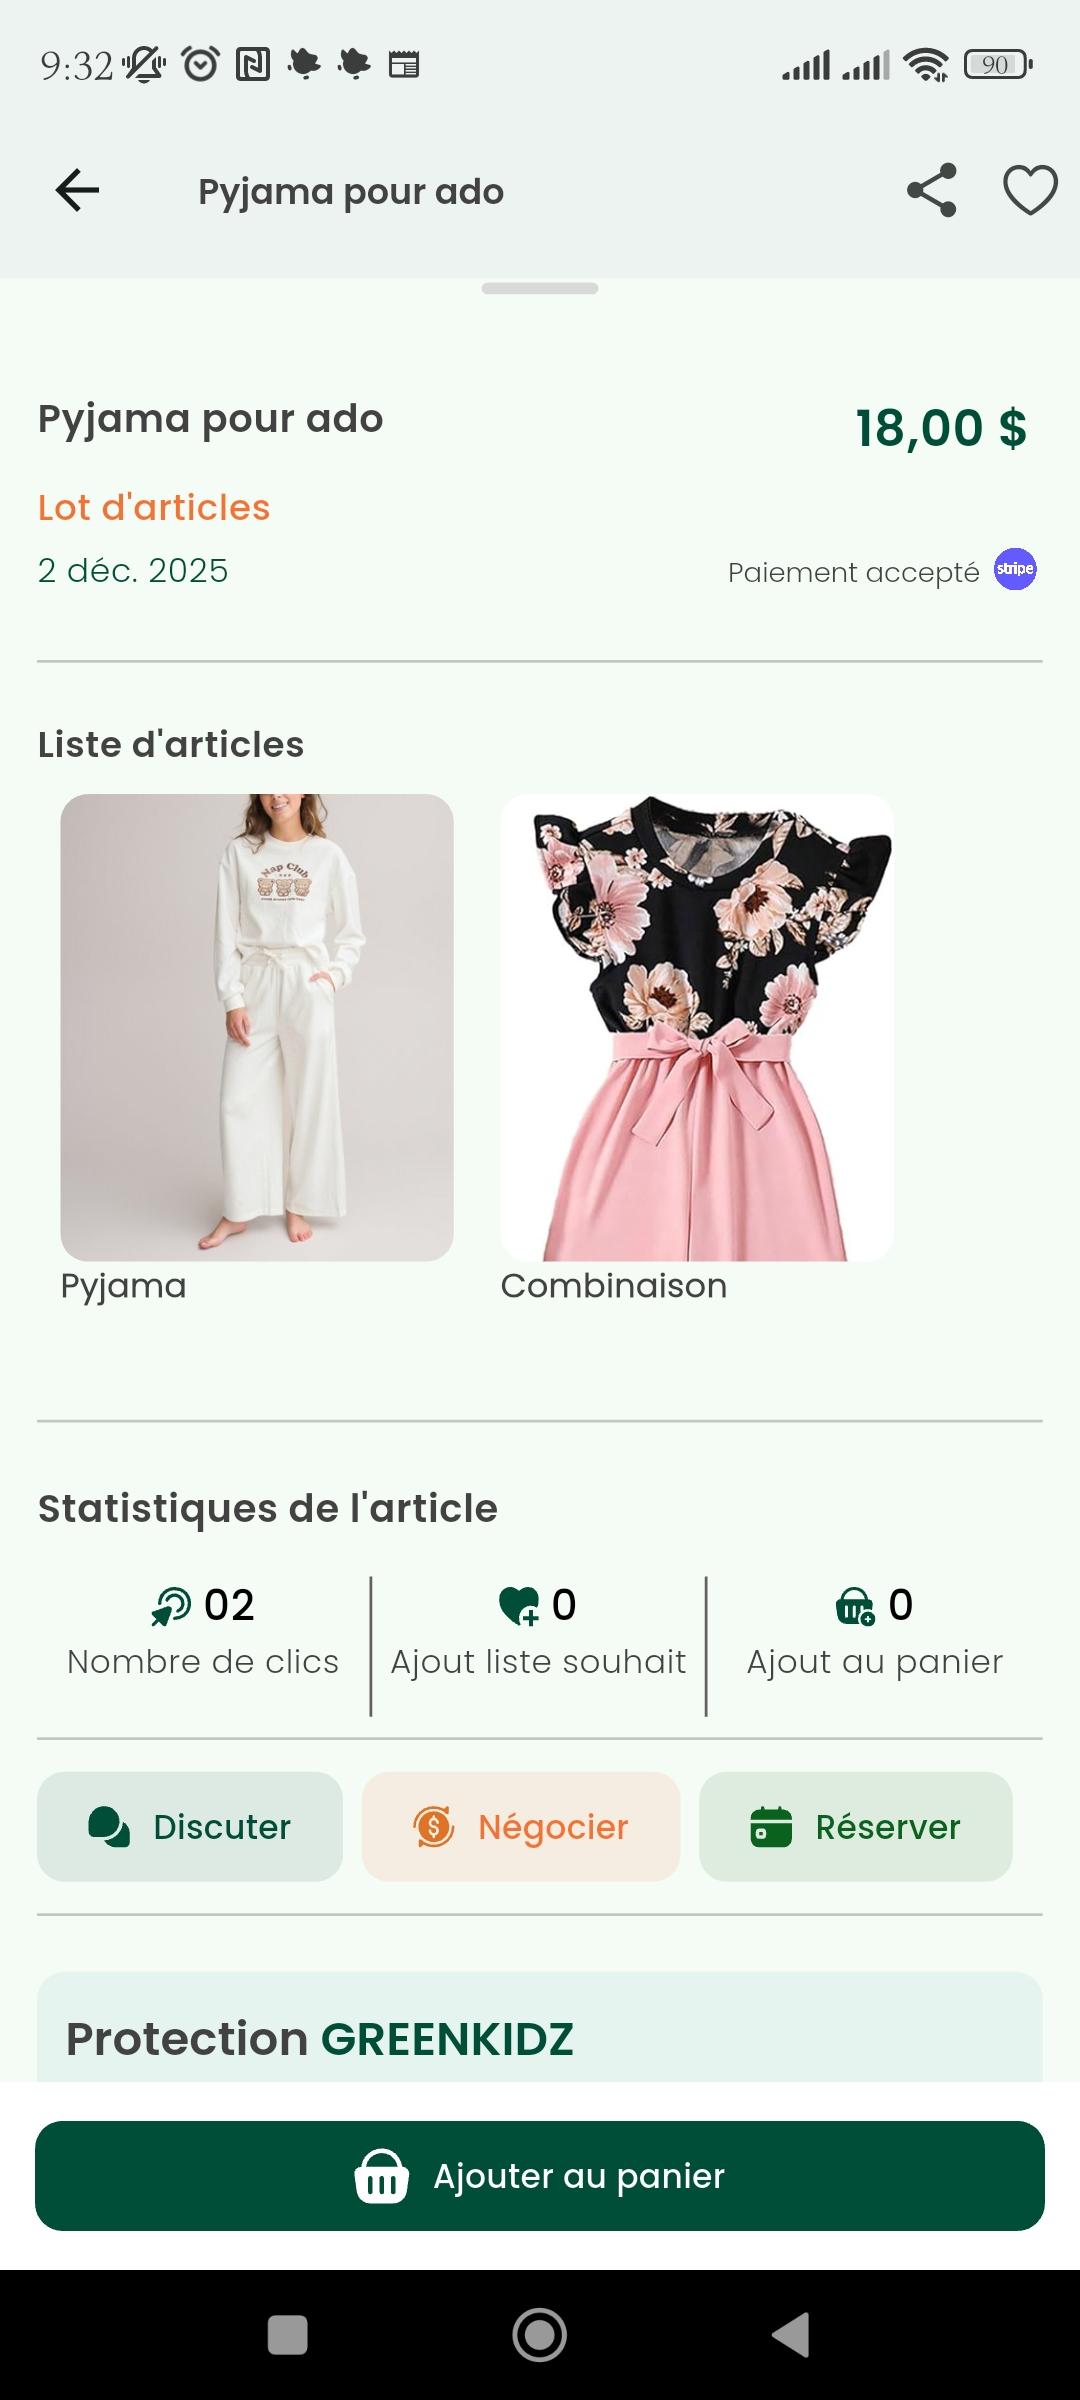 9:32
90
Pyjama pour ado
Pyjama pour ado
18,00 $
Lot d'articles
2 déc. 2025
Paiement accepté stripe
Liste d'articles
Nap Club
Pyjama
Combinaison
Statistiques de l'article
02
0
0
Nombre de clics
Ajout liste souhait
Ajout au panier
Discuter
Négocier
Réserver
Protection GREENKIDZ
Ajouter au panier